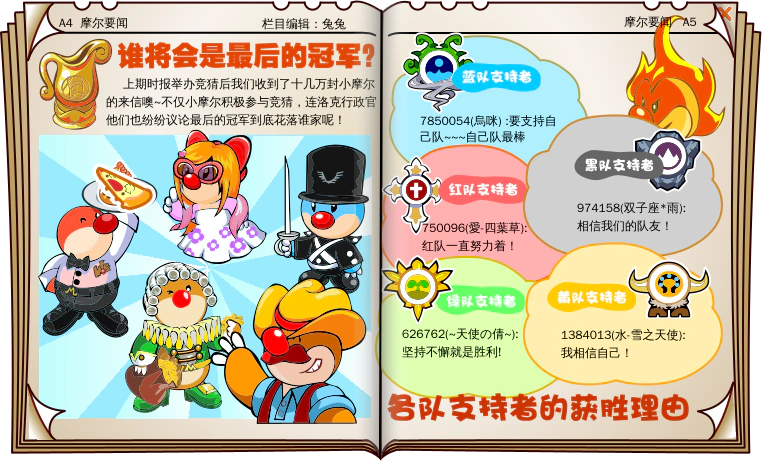 A4 摩尔要闻
栏目编辑：兔兔
谁将会是最后的冠军?
上期时报举办竞猜后我们收到了十几万封小摩尔
的来信噢~不仅小摩尔积极参与竞猜，连洛克行政官
他们也纷纷议论最后的冠军到底花落谁家呢！
摩尔要闻 A5
蓝队支持者
7850054(烏咪) :要支持自
己队~~~自己队最棒
黑队支持者
974158(双子座*雨):
相信我们的队友！
红队支持者
750096(愛·四葉草):
红队一直努力着！
绿队支持者
626762(~天使の倩~):
坚持不懈就是胜利!
黄队支持者
1384013(水·雪之天使):
我相信自己！
各队支持者的获胜理由